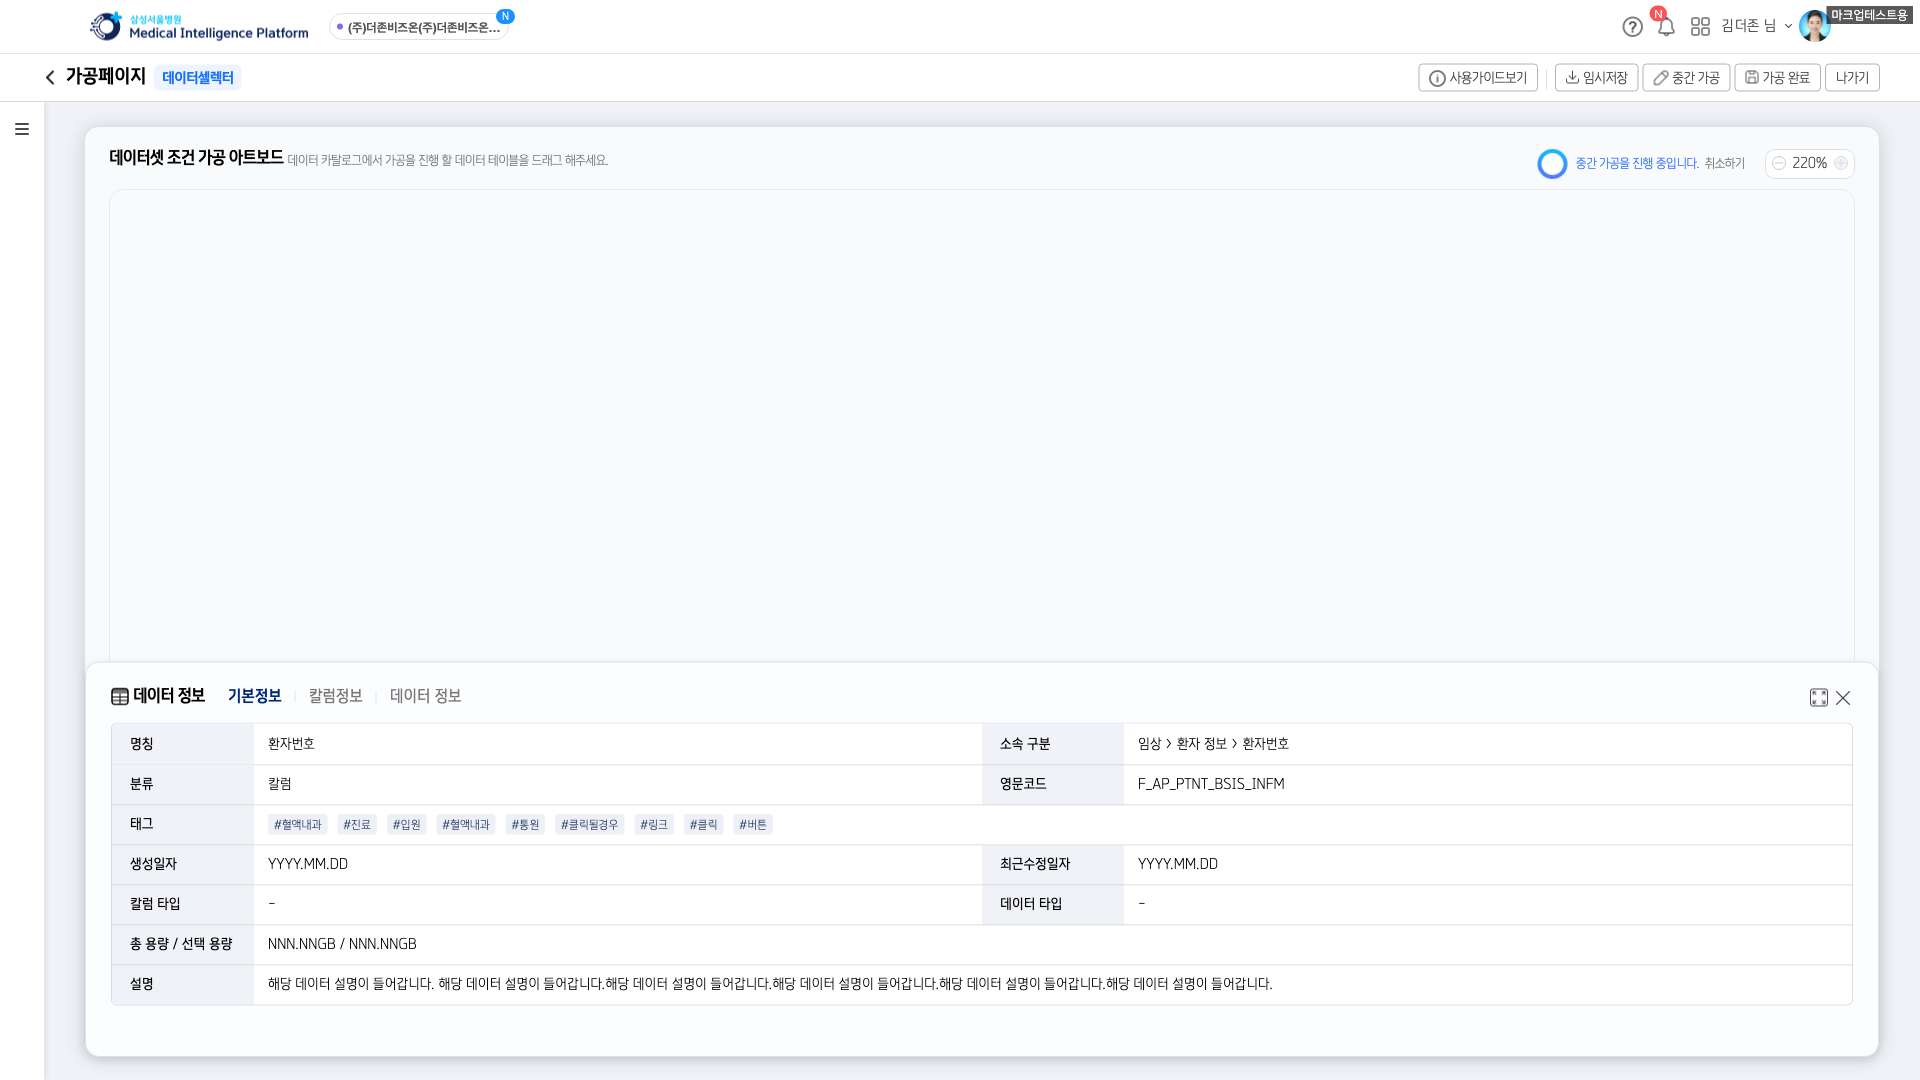 삼성서울병원
Medical Intelligence Platform
(주)더존비즈온(주)더존비즈온...
N
N
김더존 님
마크업테스트용
가공페이지
데이터셀렉터
사용가이드보기
임시저장
중간 가공
가공 완료
나가기
데이터셋 조건 가공 아트보드 데이터 카탈로그에서 가공을 진행 할 데이터 테이블을 드래그 해주세요.
중간 가공을 진행 중입니다. 취소하기
220%
데이터 정보
기본정보
칼럼정보
데이터 정보
명칭 환자번호 소속 구분 임상 > 환자 정보 > 환자번호
분류 칼럼 영문코드 F_AP_PTNT_BSIS_INFM
태그 #혈액내과 #진료 #입원 #혈액내과 #통원 #클릭될경우 #링크 #클릭 #버튼
생성일자 YYYY.MM.DD 최근수정일자 YYYY.MM.DD
칼럼 타입 - 데이터 타입 -
총 용량 / 선택 용량 NNN.NNGB / NNN.NNGB
설명 해당 데이터 설명이 들어갑니다. 해당 데이터 설명이 들어갑니다.해당 데이터 설명이 들어갑니다.해당 데이터 설명이 들어갑니다.해당 데이터 설명이 들어갑니다.해당 데이터 설명이 들어갑니다.